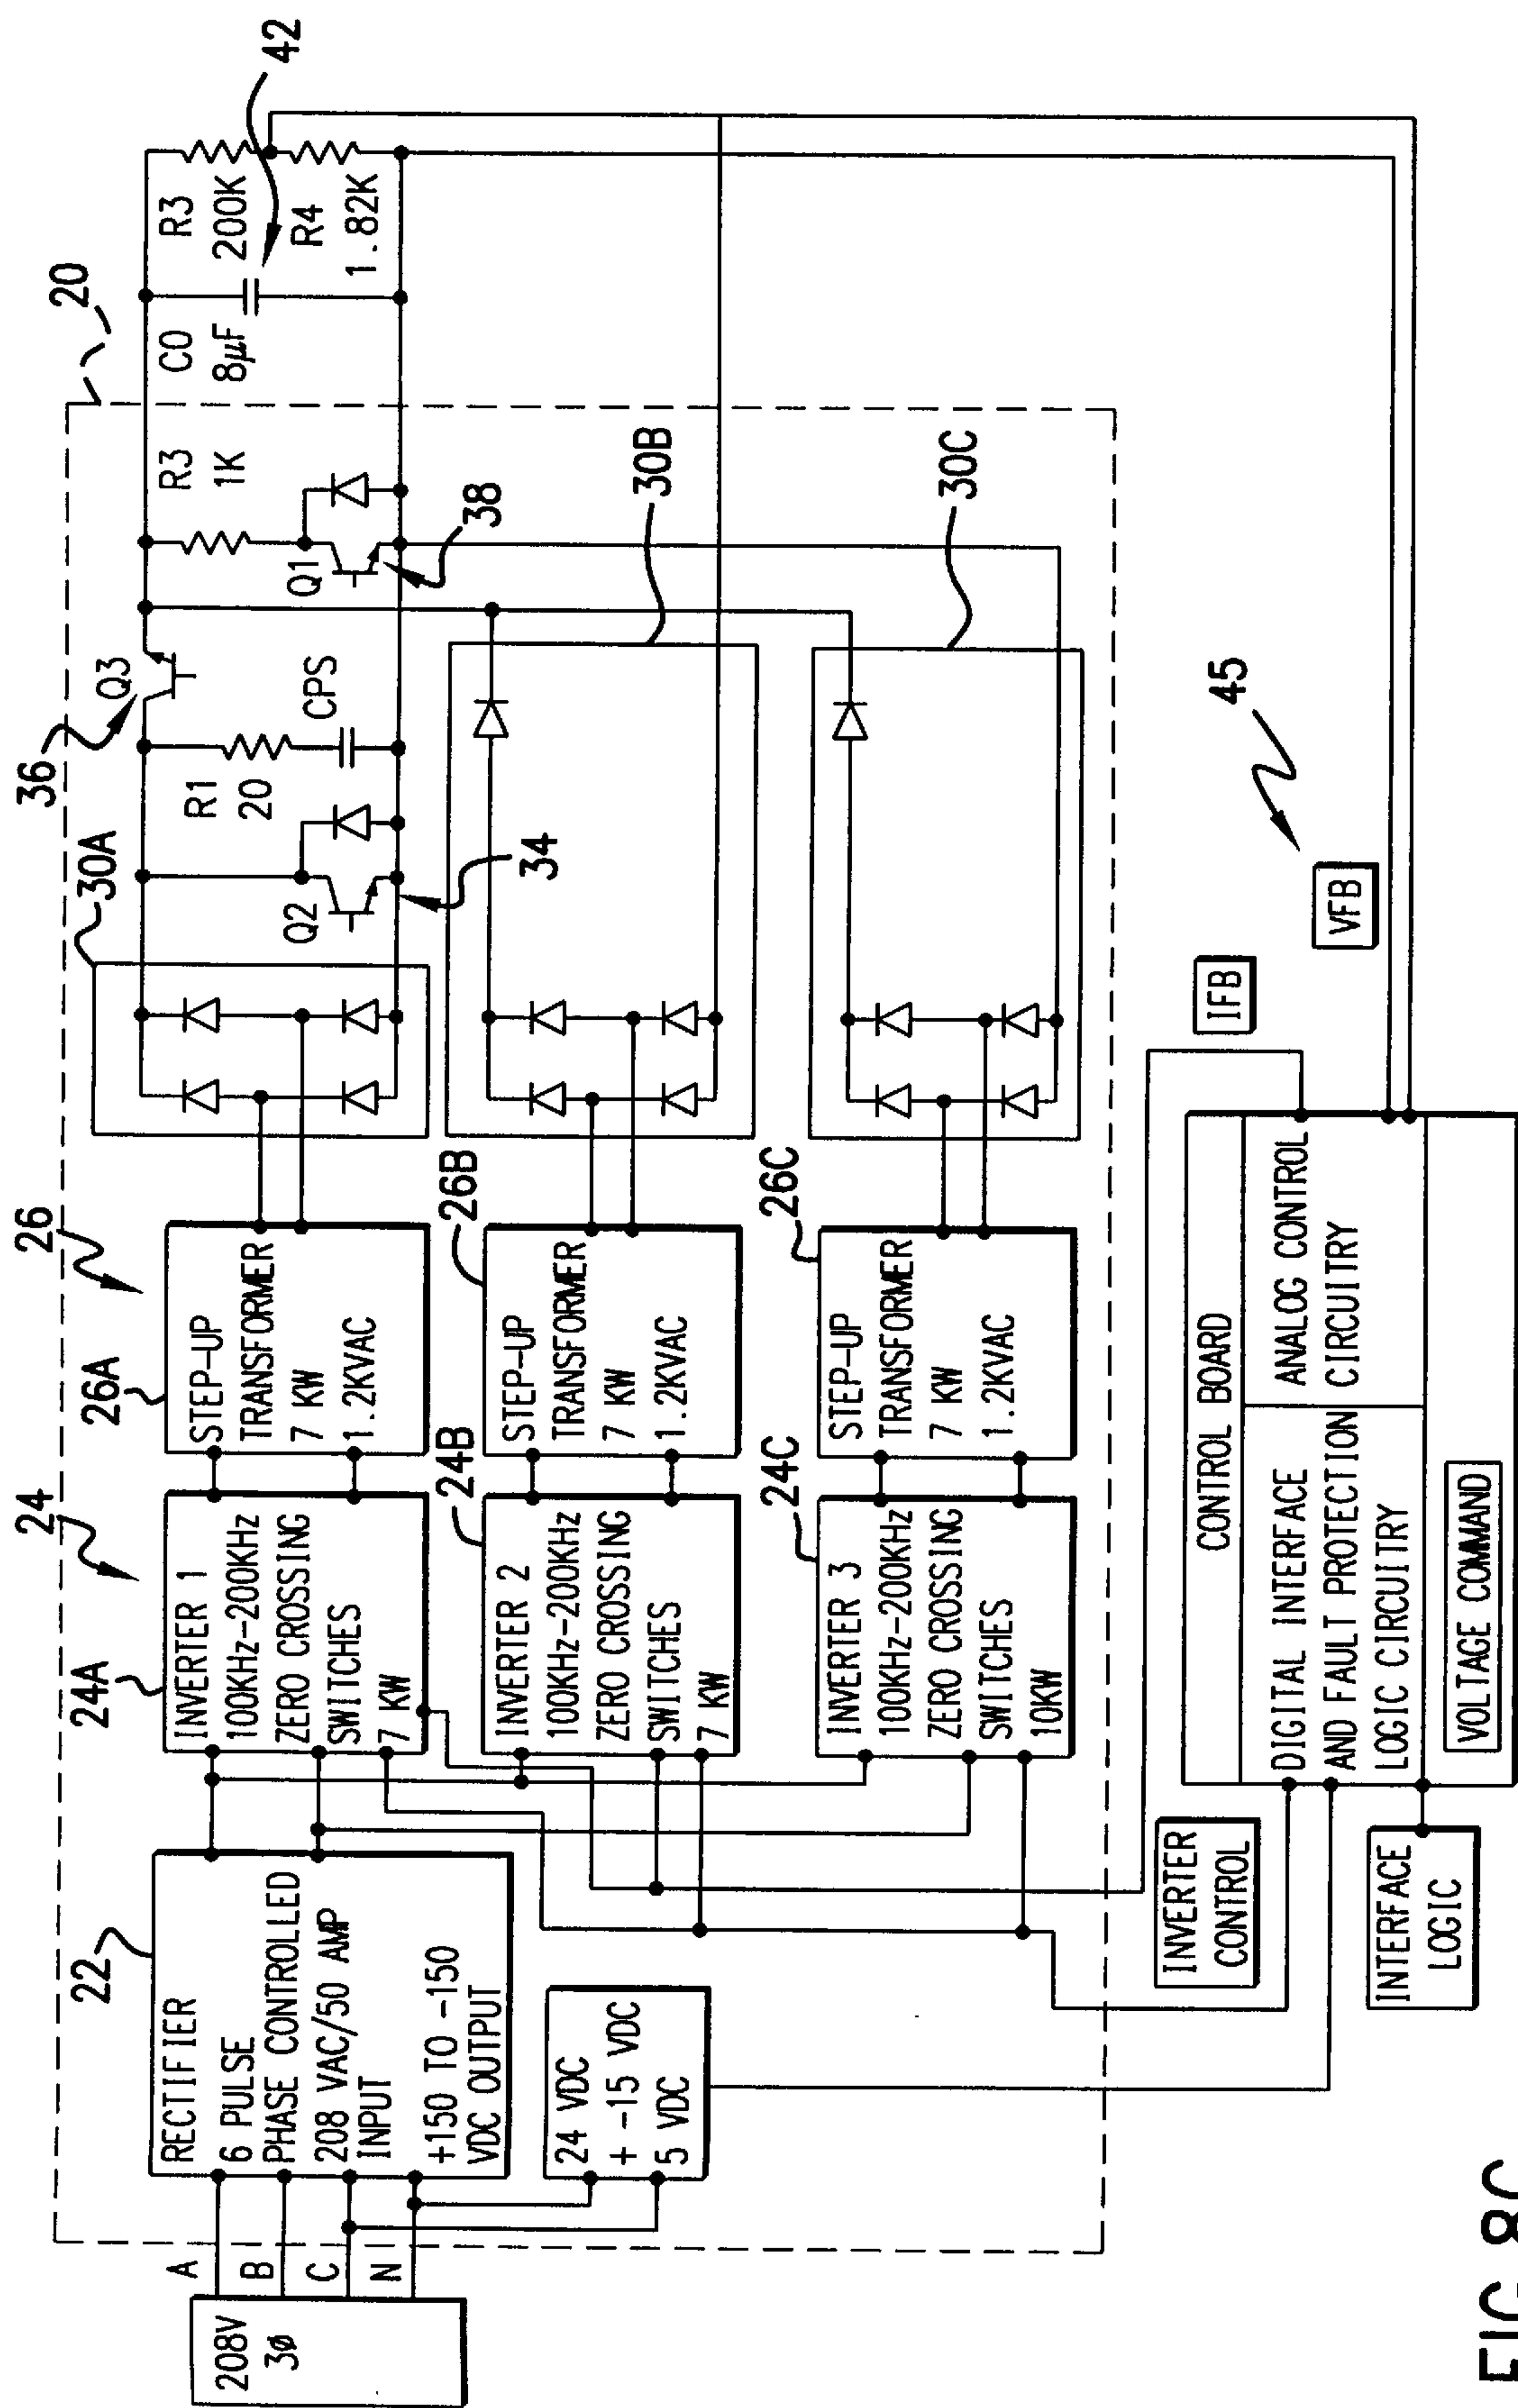 208V
3ø
A
B
C
N
20
22
RECTIFIER
6 PULSE
PHASE CONTROLLED
208 VAC/50 AMP
INPUT
+150 TO -150
VDC OUTPUT
24 VDC
+ -15 VDC
5 VDC
24
24A
INVERTER 1
100KHz-200KHz
ZERO CROSSING
SWITCHES
7 KW
24B
INVERTER 2
100KHz-200KHz
ZERO CROSSING
SWITCHES
7 KW
24C
INVERTER 3
100KHz-200KHz
ZERO CROSSING
SWITCHES
10KW
26
26A
STEP-UP
TRANSFORMER
7 KW
1.2KVAC
26B
STEP-UP
TRANSFORMER
7 KW
1.2KVAC
26C
STEP-UP
TRANSFORMER
7 KW
1.2KVAC
30A
36
Q3
Q2
R1
20
CPS
34
R3
1K
Q1
38
30B
30C
C0
8µF
R3
200K
R4
1.82K
42
45
IFB
VFB
INVERTER
CONTROL
INTERFACE
LOGIC
CONTROL BOARD
DIGITAL INTERFACE
AND FAULT PROTECTION
LOGIC CIRCUITRY
ANALOG CONTROL
CIRCUITRY
VOLTAGE COMMAND
FIG.8C